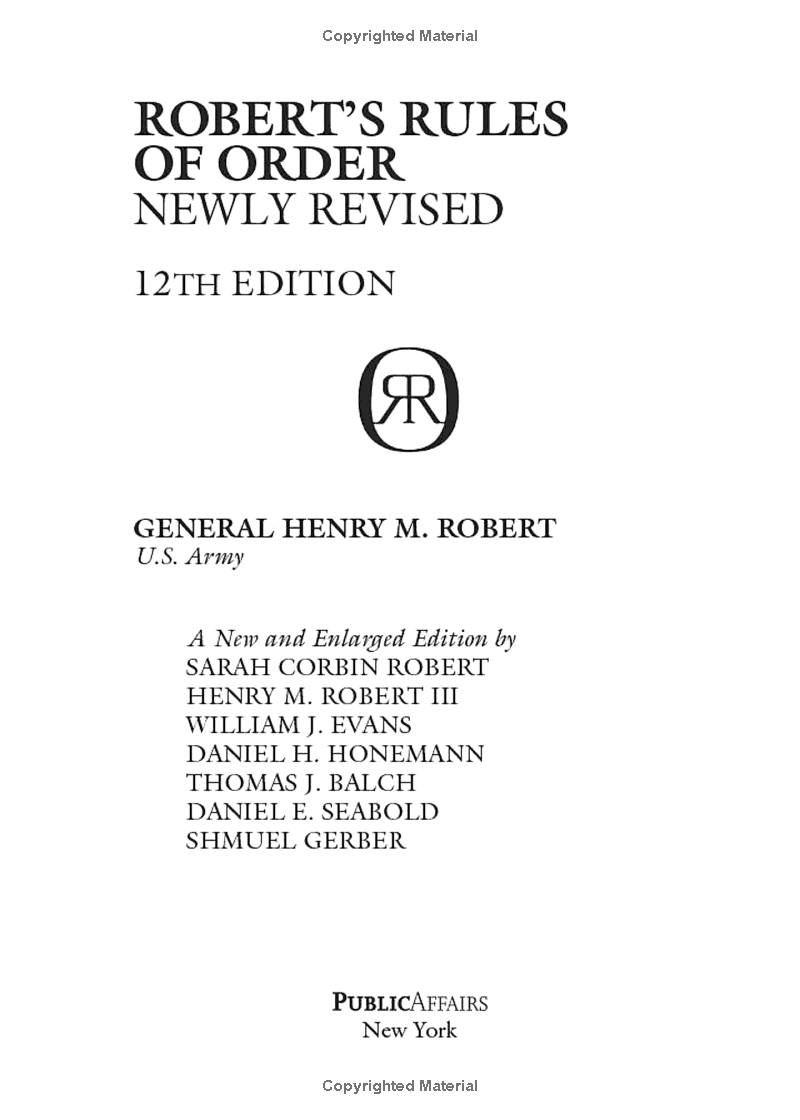 Copyrighted Material
ROBERT’S RULES
OF ORDER
NEWLY REVISED
12TH EDITION
RRO
GENERAL HENRY M. ROBERT
U.S. Army
A New and Enlarged Edition by
SARAH CORBIN ROBERT
HENRY M. ROBERT III
WILLIAM J. EVANS
DANIEL H. HONEMANN
THOMAS J. BALCH
DANIEL E. SEABOLD
SHMUEL GERBER
PUBLICAFFAIRS
New York
Copyrighted Material